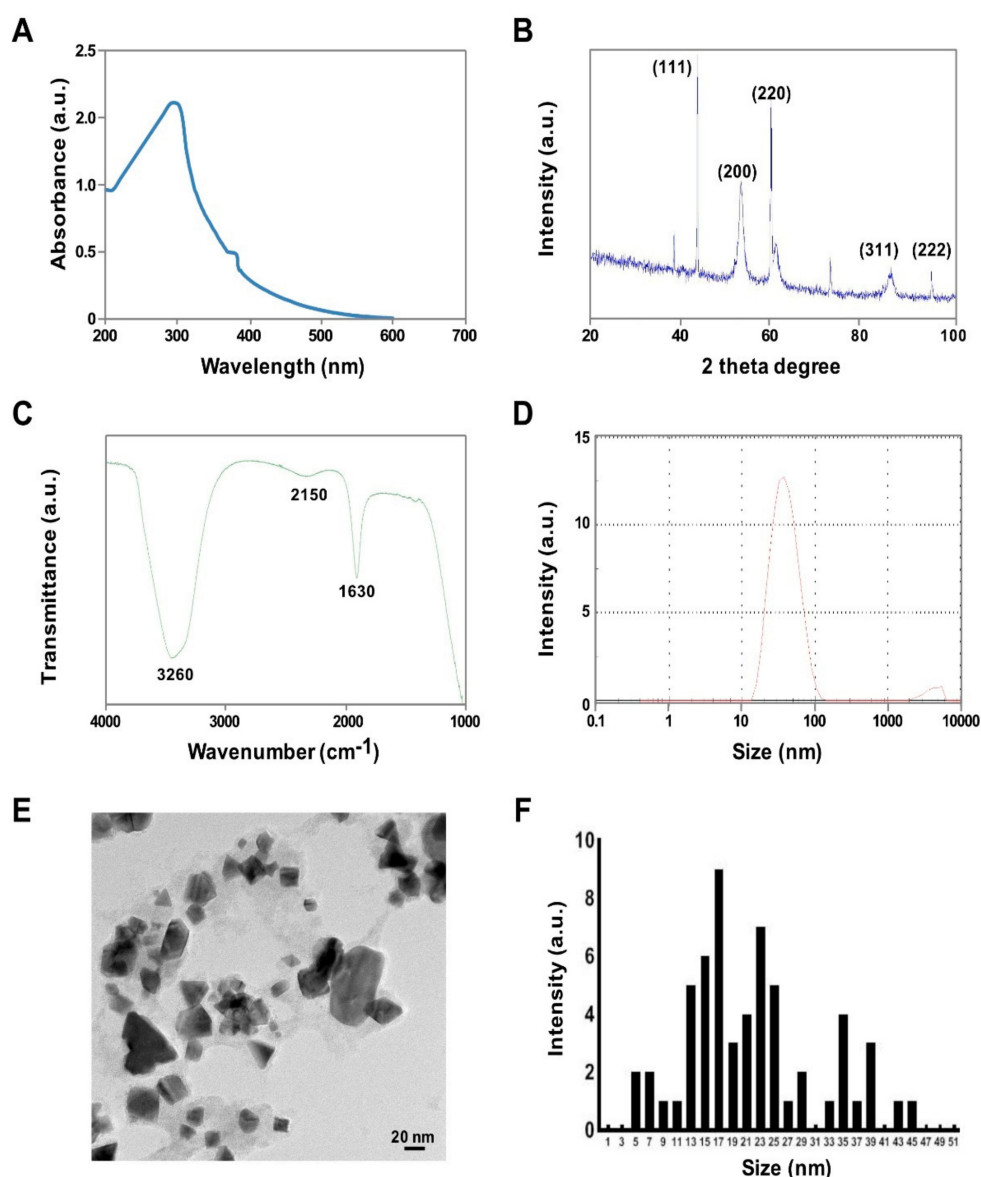 A
Absorbance (a.u.)
2.5
2.0
1.0
0.5
0
200 300 400 500 600 700
Wavelength (nm)
B
Intensity (a.u.)
(111)
(220)
(200)
(311) (222)
20 40 60 80 100
2 theta degree
C
Transmittance (a.u.)
2150
1630
3260
4000 3000 2000 1000
Wavenumber (cm-1)
D
Intensity (a.u.)
15
10
5
0
0.1 1 10 100 1000 10000
Size (nm)
E
20 nm
F
Intensity (a.u.)
10
8
6
4
2
0
1 3 5 7 9 11 13 15 17 19 21 23 25 27 29 31 33 35 37 39 41 43 45 47 49 51
Size (nm)